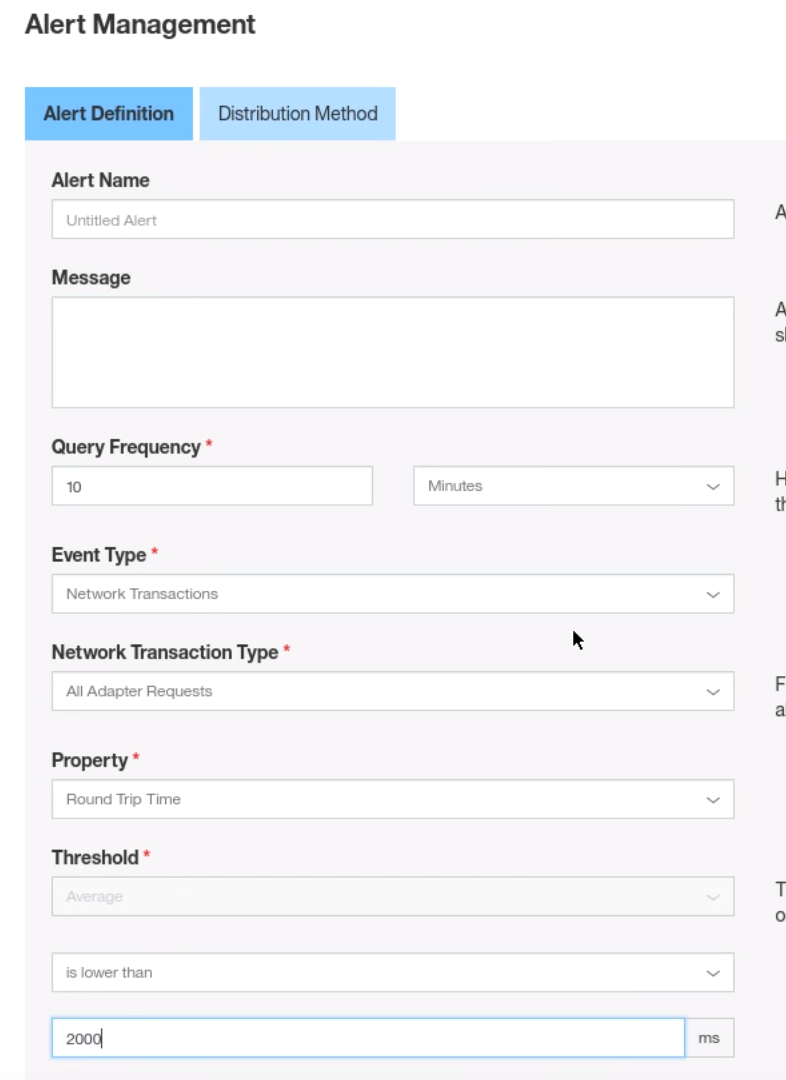 Alert Management
Alert Definition
Distribution Method
Alert Name
Untitled Alert
A
Message
A
sl
Query Frequency *
10
Minutes
H
th
Event Type *
Network Transactions
Network Transaction Type *
All Adapter Requests
F
al
Property *
Round Trip Time
Threshold *
Average
T
o
is lower than
2000
ms